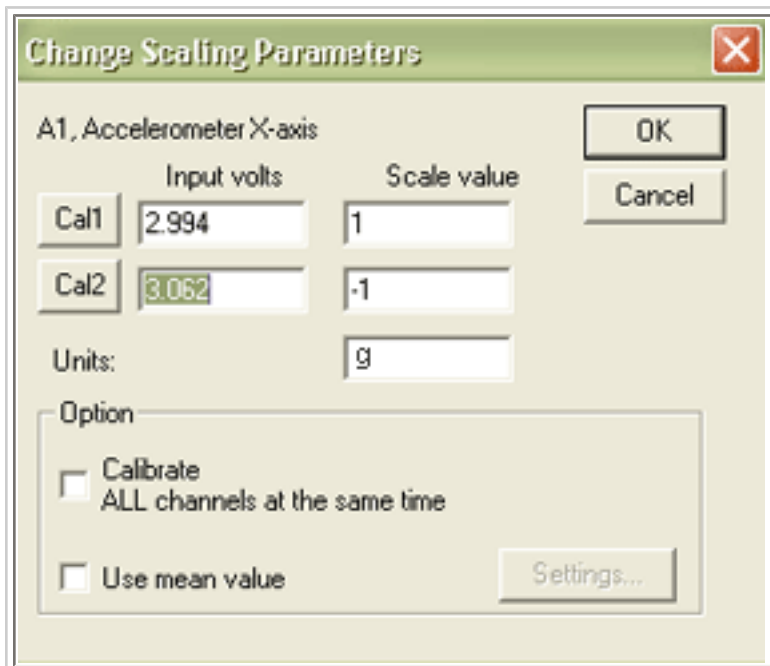 Change Scaling Parameters
A1, Accelerometer X-axis
OK
Input volts Scale value
Cancel
Cal1 2.994 1
Cal2 3.062 -1
Units: g
Option
Calibrate
ALL channels at the same time
Use mean value
Settings...